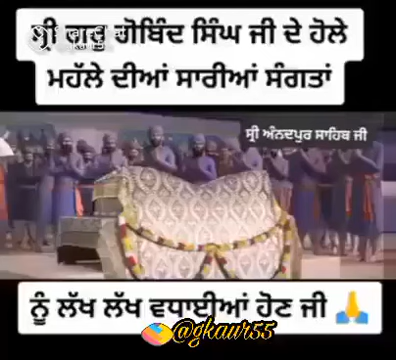 ਸ੍ਰੀ ਗੁਰੂ ਗੋਬਿੰਦ ਸਿੰਘ ਜੀ ਦੇ ਹੋਲੇ
ਮਹੱਲੇ ਦੀਆਂ ਸਾਰੀਆਂ ਸੰਗਤਾਂ
ਸ੍ਰੀ ਅੰਨਦਪੁਰ ਸਾਹਿਬ ਜੀ
ਨੂੰ ਲੱਖ ਲੱਖ ਵਧਾਈਆਂ ਹੋਣ ਜੀ 🙏
@gkaur55